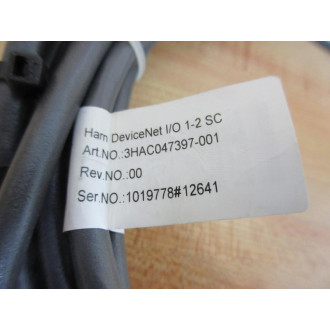 Harn DeviceNet I/O 1-2 SC
Art.NO.:3HAC047397-001
Rev.NO.:00
Ser.NO.:1019778#12641